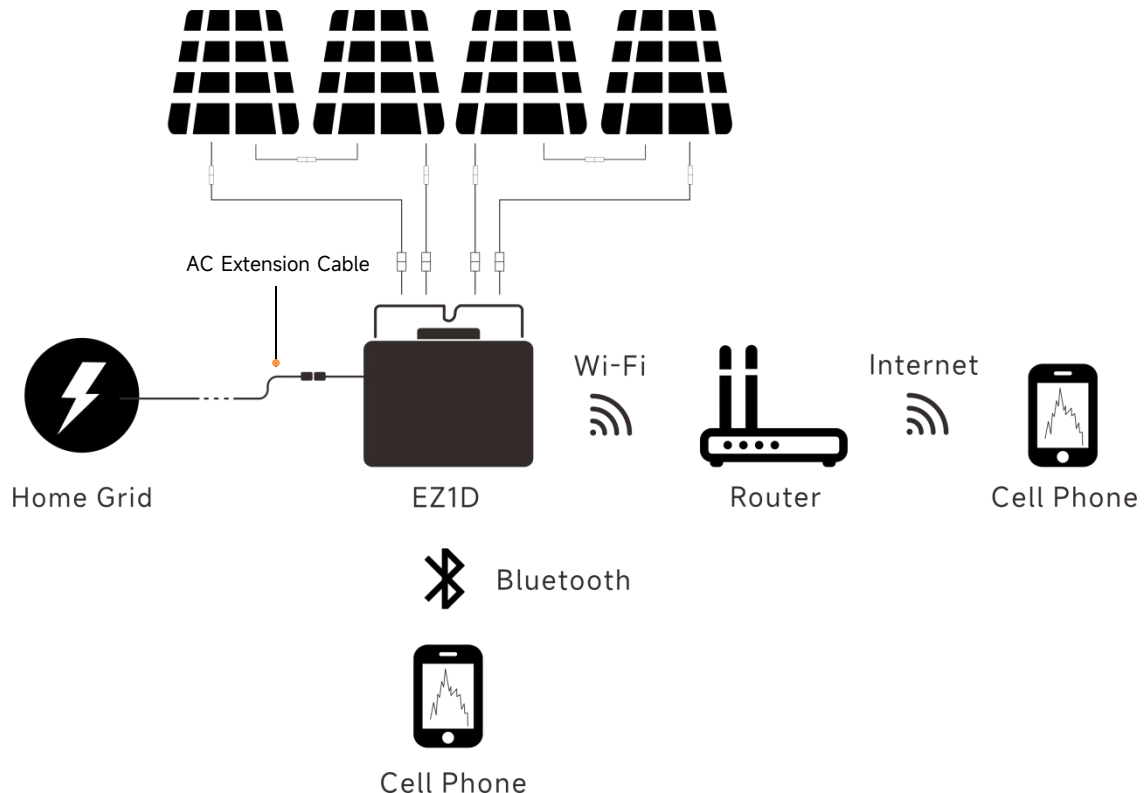 AC Extension Cable
Wi-Fi
Internet
Home Grid
EZ1D
Router
Cell Phone
Bluetooth
Cell Phone